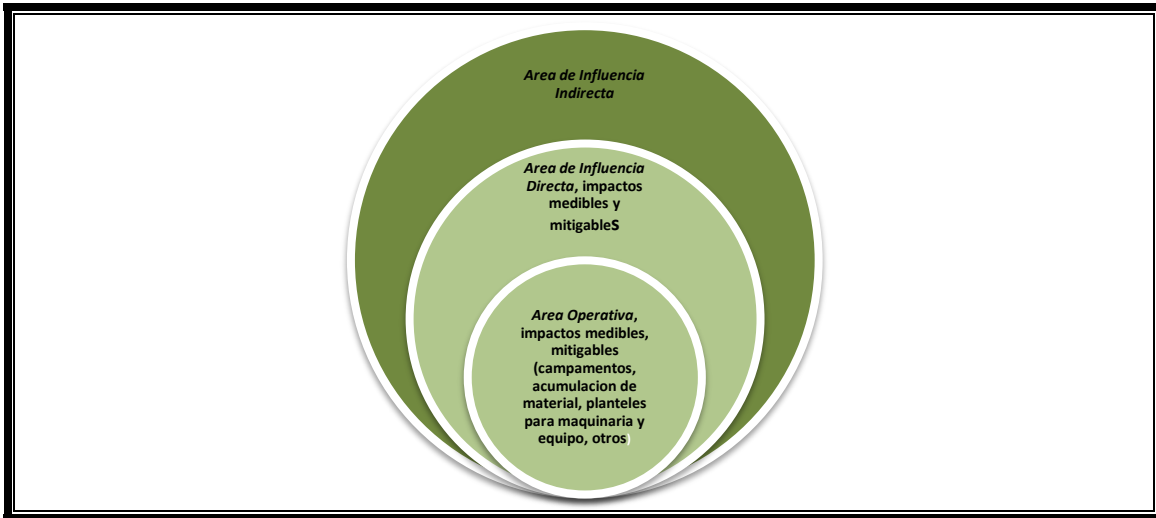 Area de Influencia
Indirecta
Area de Influencia
Directa, impactos
medibles y
mitigableS
Area Operativa,
impactos medibles,
mitigables
(campamentos,
acumulacion de
material, planteles
para maquinaria y
equipo, otros)